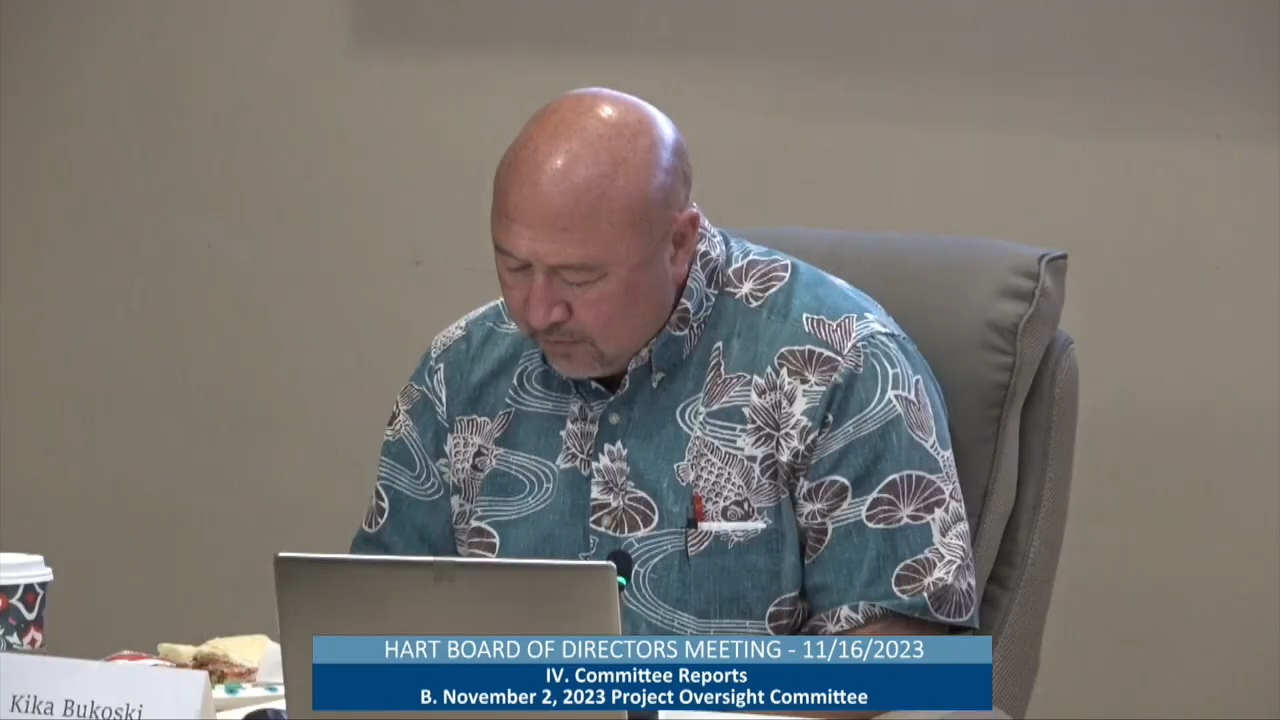 HART BOARD OF DIRECTORS MEETING - 11/16/2023
IV. Committee Reports
B. November 2, 2023 Project Oversight Committee
Kika Bukoski